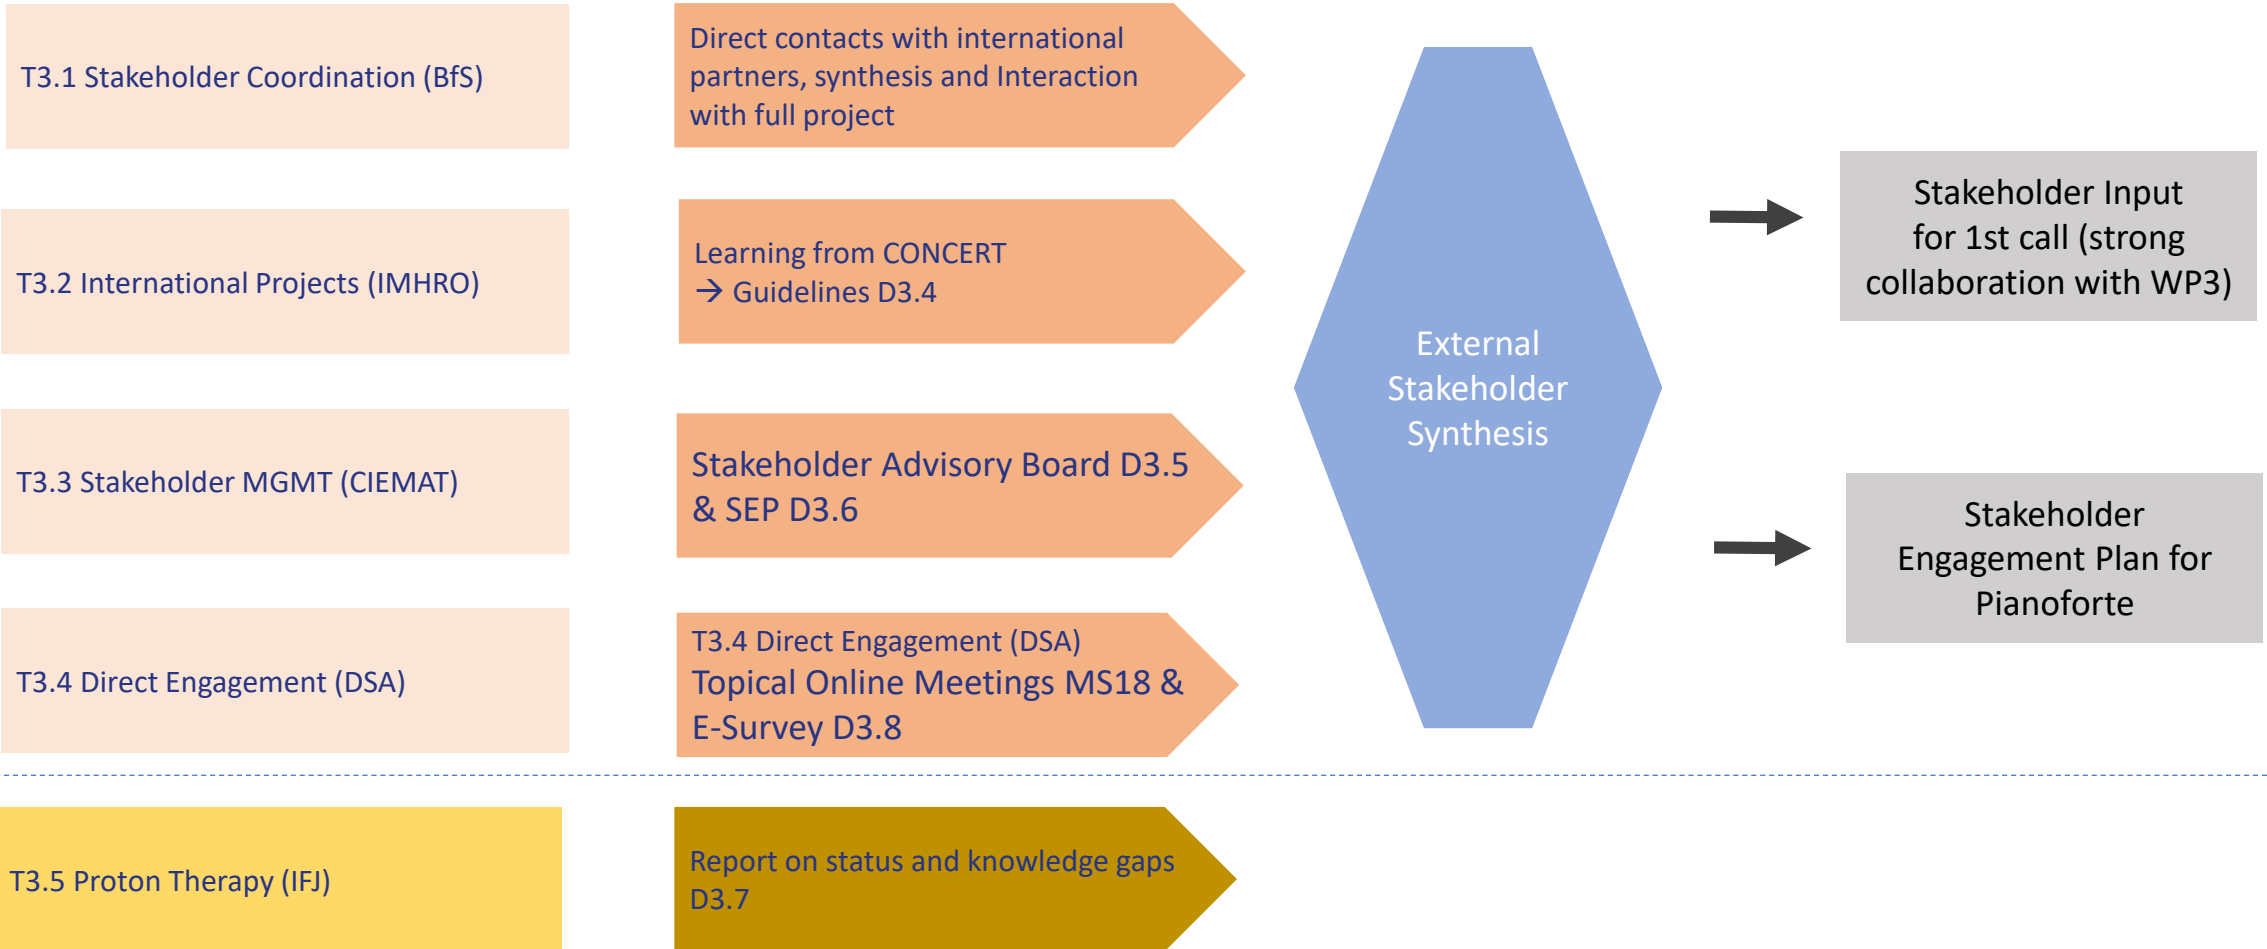 T3.1 Stakeholder Coordination (BfS)
Direct contacts with international
partners, synthesis and Interaction
with full project
T3.2 International Projects (IMHRO)
Learning from CONCERT
→ Guidelines D3.4
T3.3 Stakeholder MGMT (CIEMAT)
Stakeholder Advisory Board D3.5
& SEP D3.6
T3.4 Direct Engagement (DSA)
T3.4 Direct Engagement (DSA)
Topical Online Meetings MS18 &
E-Survey D3.8
External
Stakeholder
Synthesis
Stakeholder Input
for 1st call (strong
collaboration with WP3)
Stakeholder
Engagement Plan for
Pianoforte
T3.5 Proton Therapy (IFJ)
Report on status and knowledge gaps
D3.7